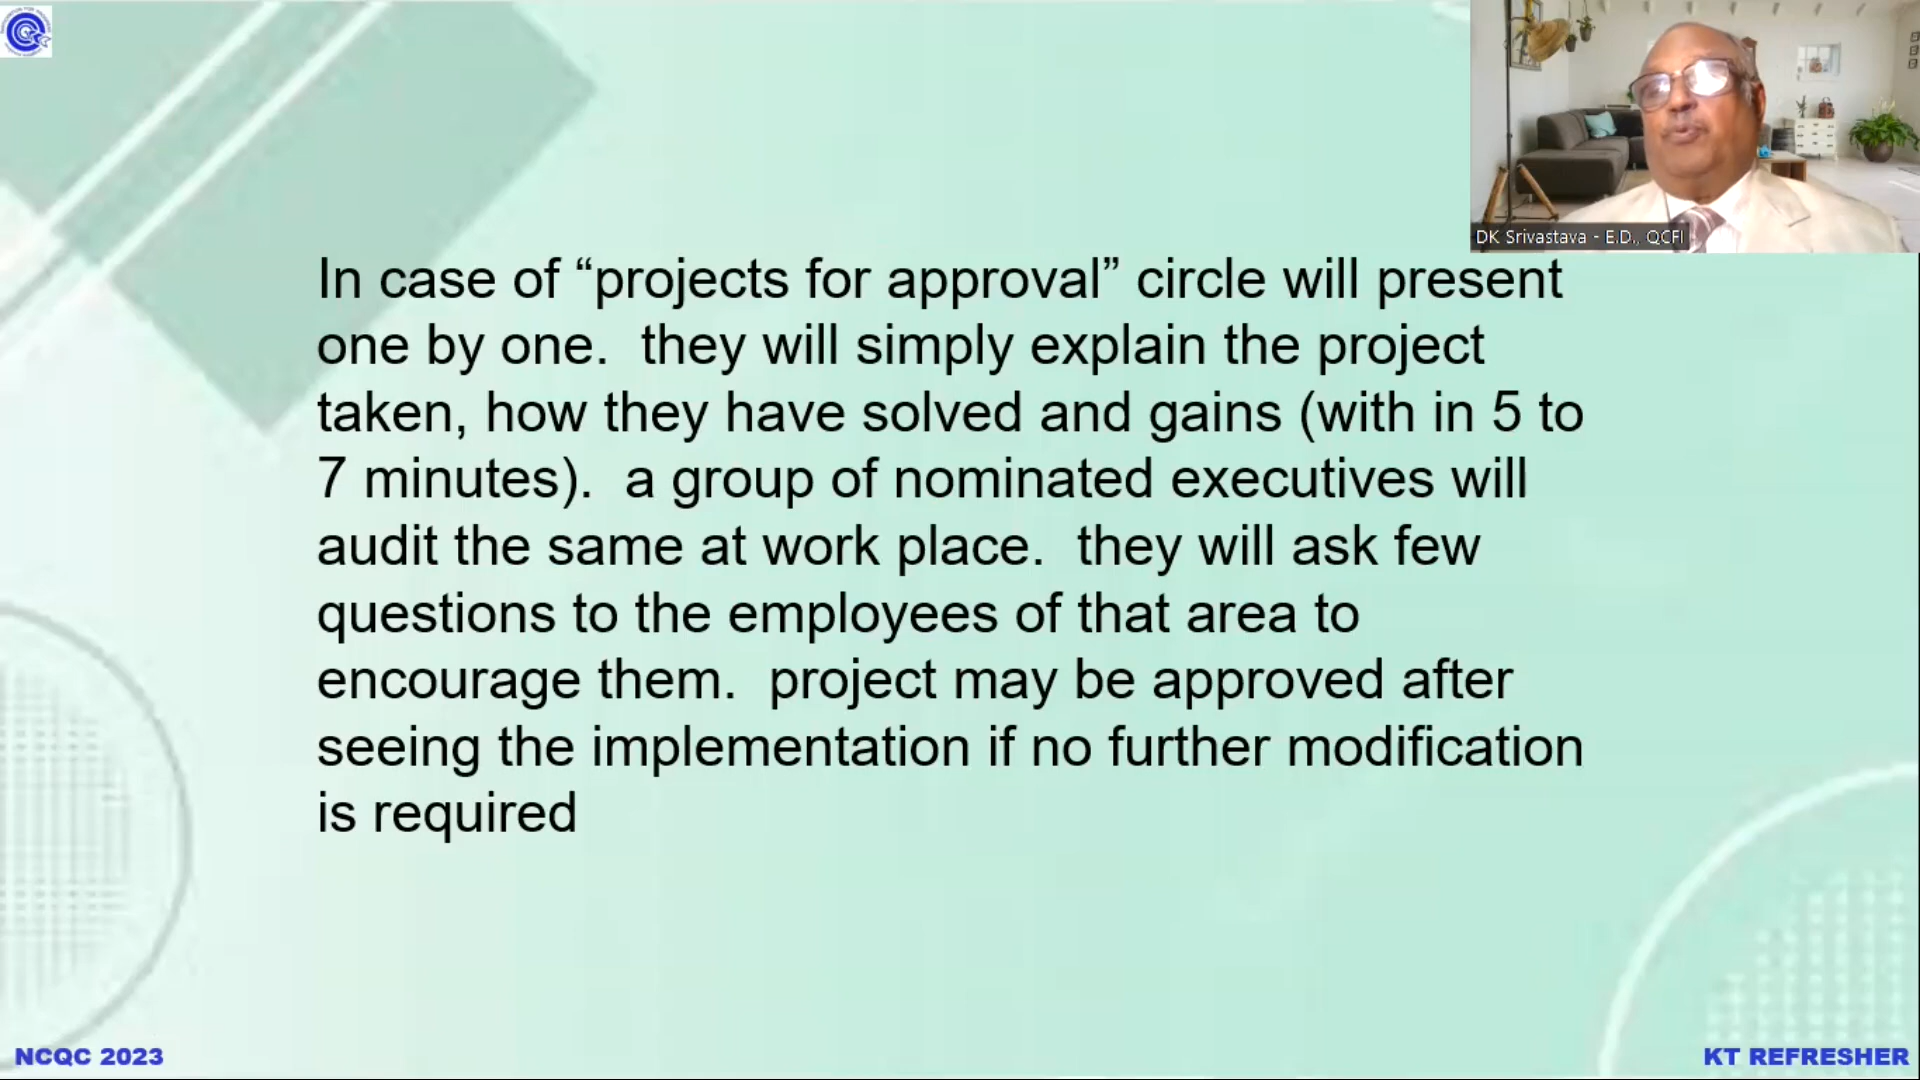 DK Srivastava - E.D., QCFI
In case of “projects for approval” circle will present
one by one.  they will simply explain the project
taken, how they have solved and gains (with in 5 to
7 minutes).  a group of nominated executives will
audit the same at work place.  they will ask few
questions to the employees of that area to
encourage them.  project may be approved after
seeing the implementation if no further modification
is required
NCQC 2023
KT REFRESHER